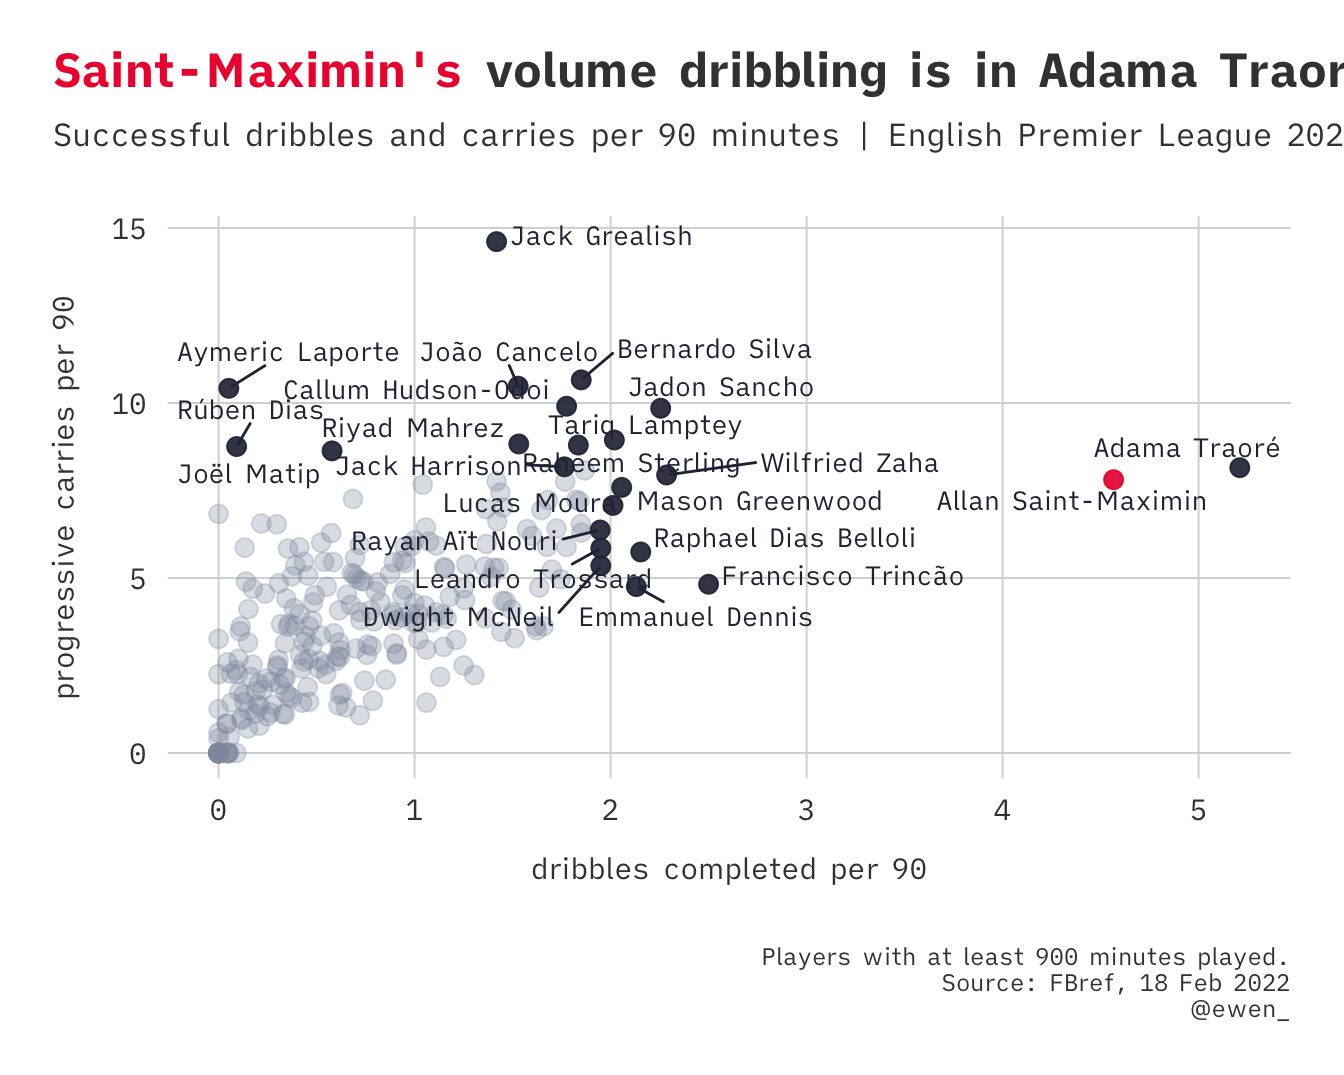 Saint-Maximin's volume dribbling is in Adama Traor
Successful dribbles and carries per 90 minutes | English Premier League 202
progressive carries per 90
15
10
5
0
Jack Grealish
Aymeric Laporte
João Cancelo
Bernardo Silva
Callum Hudson-Odoi
Jadon Sancho
Rúben Dias
Riyad Mahrez
Tariq Lamptey
Joël Matip
Jack Harrison
Raheem Sterling
Wilfried Zaha
Adama Traoré
Lucas Moura
Mason Greenwood
Allan Saint-Maximin
Rayan Aït Nouri
Raphael Dias Belloli
Leandro Trossard
Francisco Trincão
Dwight McNeil
Emmanuel Dennis
0
1
2
3
4
5
dribbles completed per 90
Players with at least 900 minutes played.
Source: FBref, 18 Feb 2022
@ewen_